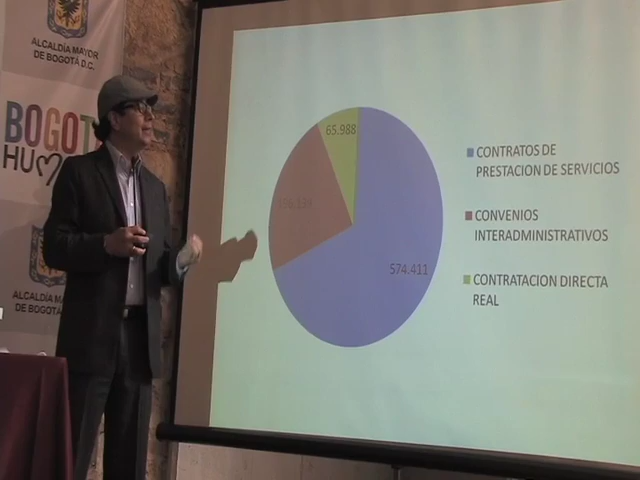 ALCALDÍA MAYOR
DE BOGOTÁ D.C.
BOGOT
HUM
ALCALDÍA MA
DE BOGOTÁ
65.988
574.411
CONTRATOS DE
PRESTACION DE SERVICIOS
CONVENIOS
INTERADMINISTRATIVOS
CONTRATACION DIRECTA
REAL